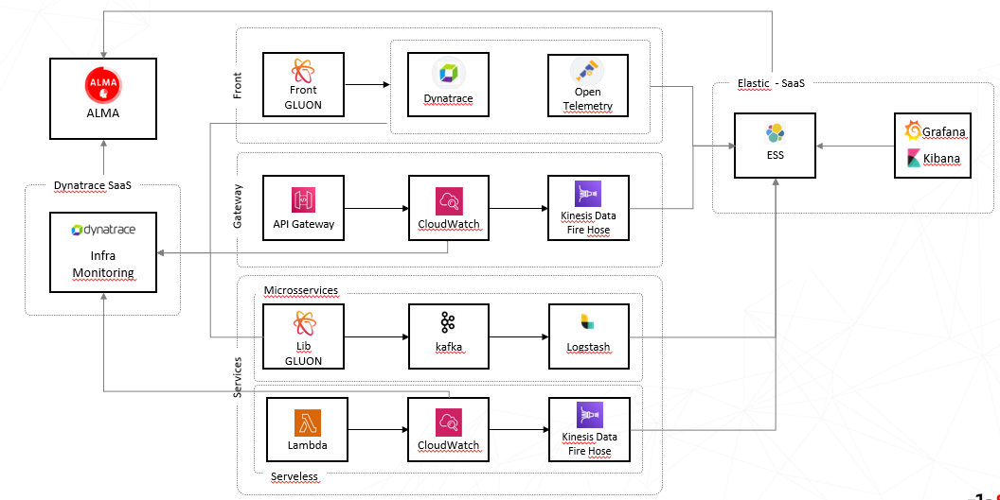 Elastic - SaaS
Front
Front
GLUON
Dynatrace
Open
Telemetry
ALMA
ALMA
ESS
Grafana
Kibana
Dynatrace SaaS
dynatrace
Infra
Monitoring
Gateway
API Gateway
CloudWatch
Kinesis Data
Fire Hose
Services
Microsservices
Lib
GLUON
kafka
Logstash
Lambda
CloudWatch
Kinesis Data
Fire Hose
Serveless